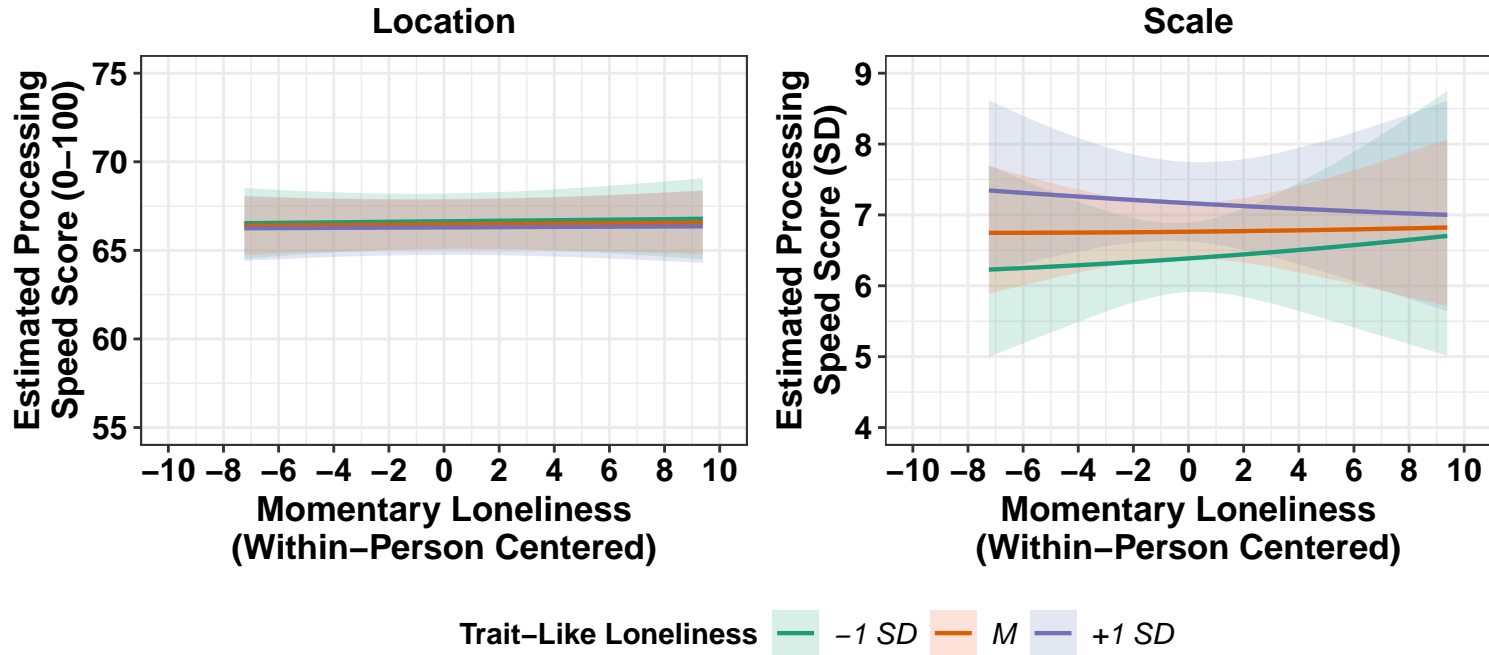 Location
Estimated Processing
Speed Score (0−100)
75
70
65
60
55
−10 −8 −6 −4 −2 0 2 4 6 8 10
Momentary Loneliness
(Within−Person Centered)
Scale
Estimated Processing
Speed Score (SD)
9
8
7
6
5
4
−10 −8 −6 −4 −2 0 2 4 6 8 10
Momentary Loneliness
(Within−Person Centered)
Trait−Like Loneliness −1 SD M +1 SD